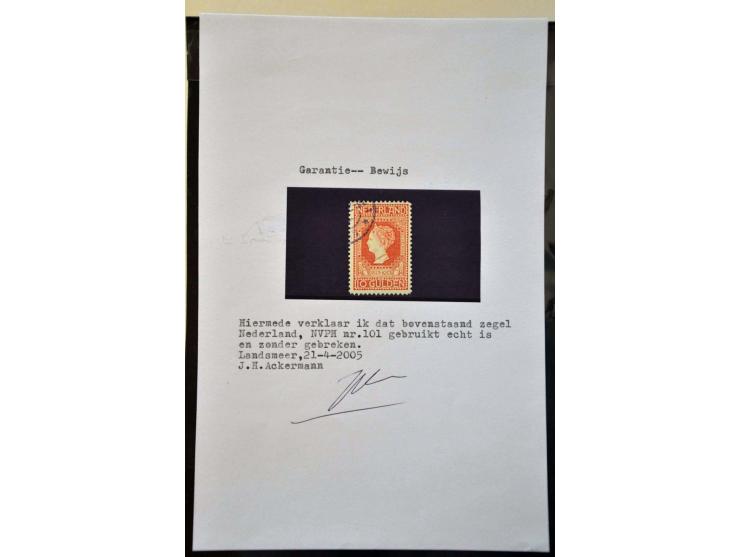 Garantie-- Bewijs
NEDERLAND
10 GULDEN
Hiermede verklaar ik dat bovenstaand zegel
Nederland, NVPH nr.101 gebruikt echt is
en zonder gebreken.
Landsmeer,21-4-2005
J.H.Ackermann